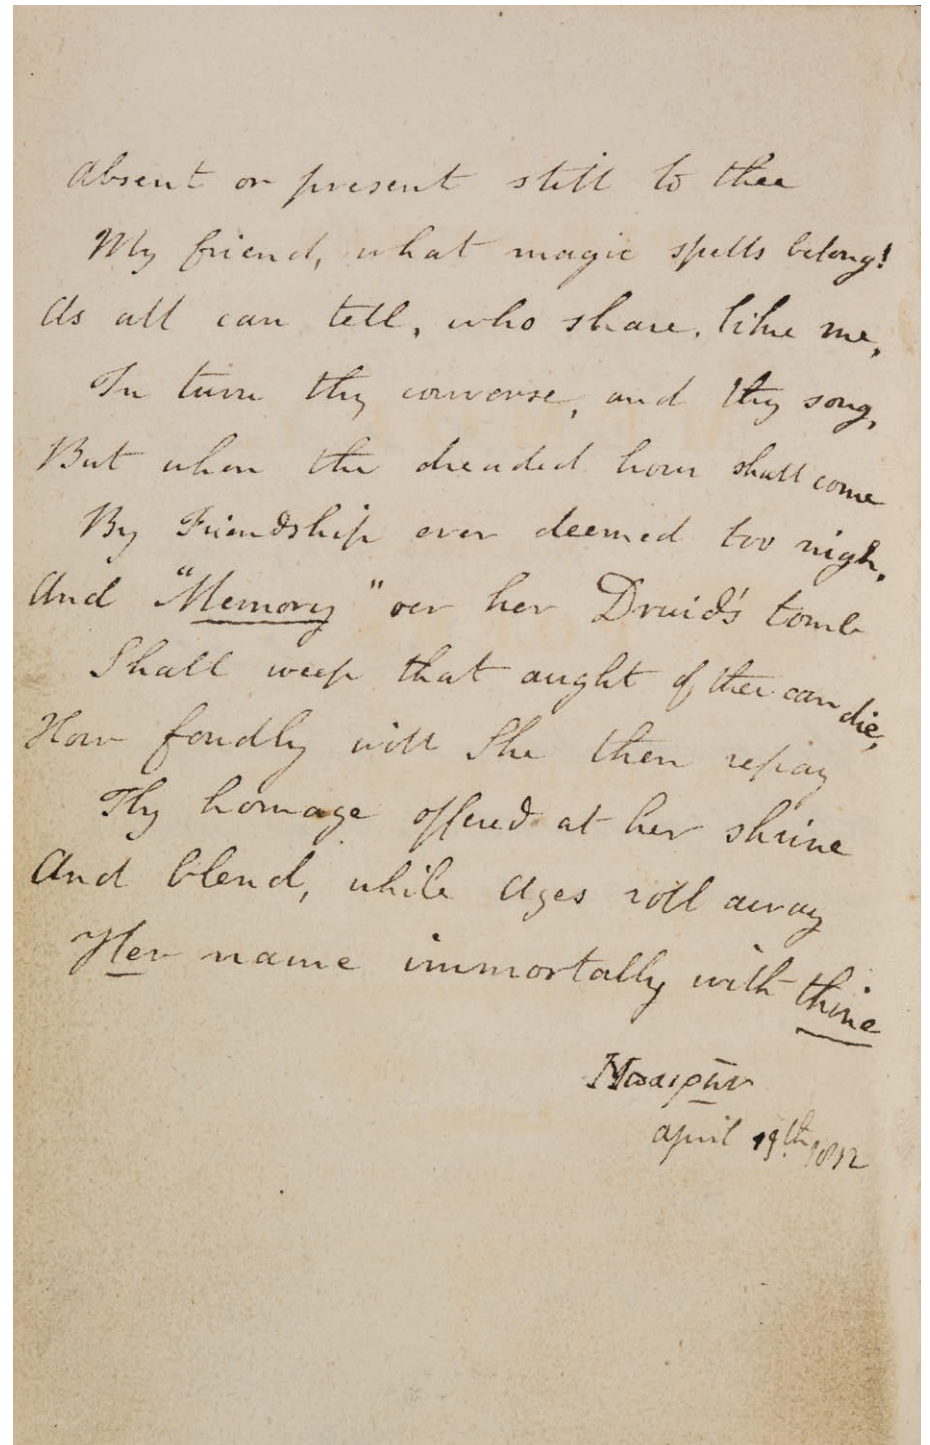 Absent or present still to thee
My friend, what magic spells belong!
As all can tell, who share, like me,
In turn thy converse, and thy song,
But when the dreaded hour shall come
By Friendship ever deemed too nigh,
And "Memory" oer her Druid's tomb
Shall weep that aught of thee can die,
How fondly will She then repay
Thy homage offered at her shrine
And blend, while Ages roll away
Her name immortally with thine
April 19th 1812